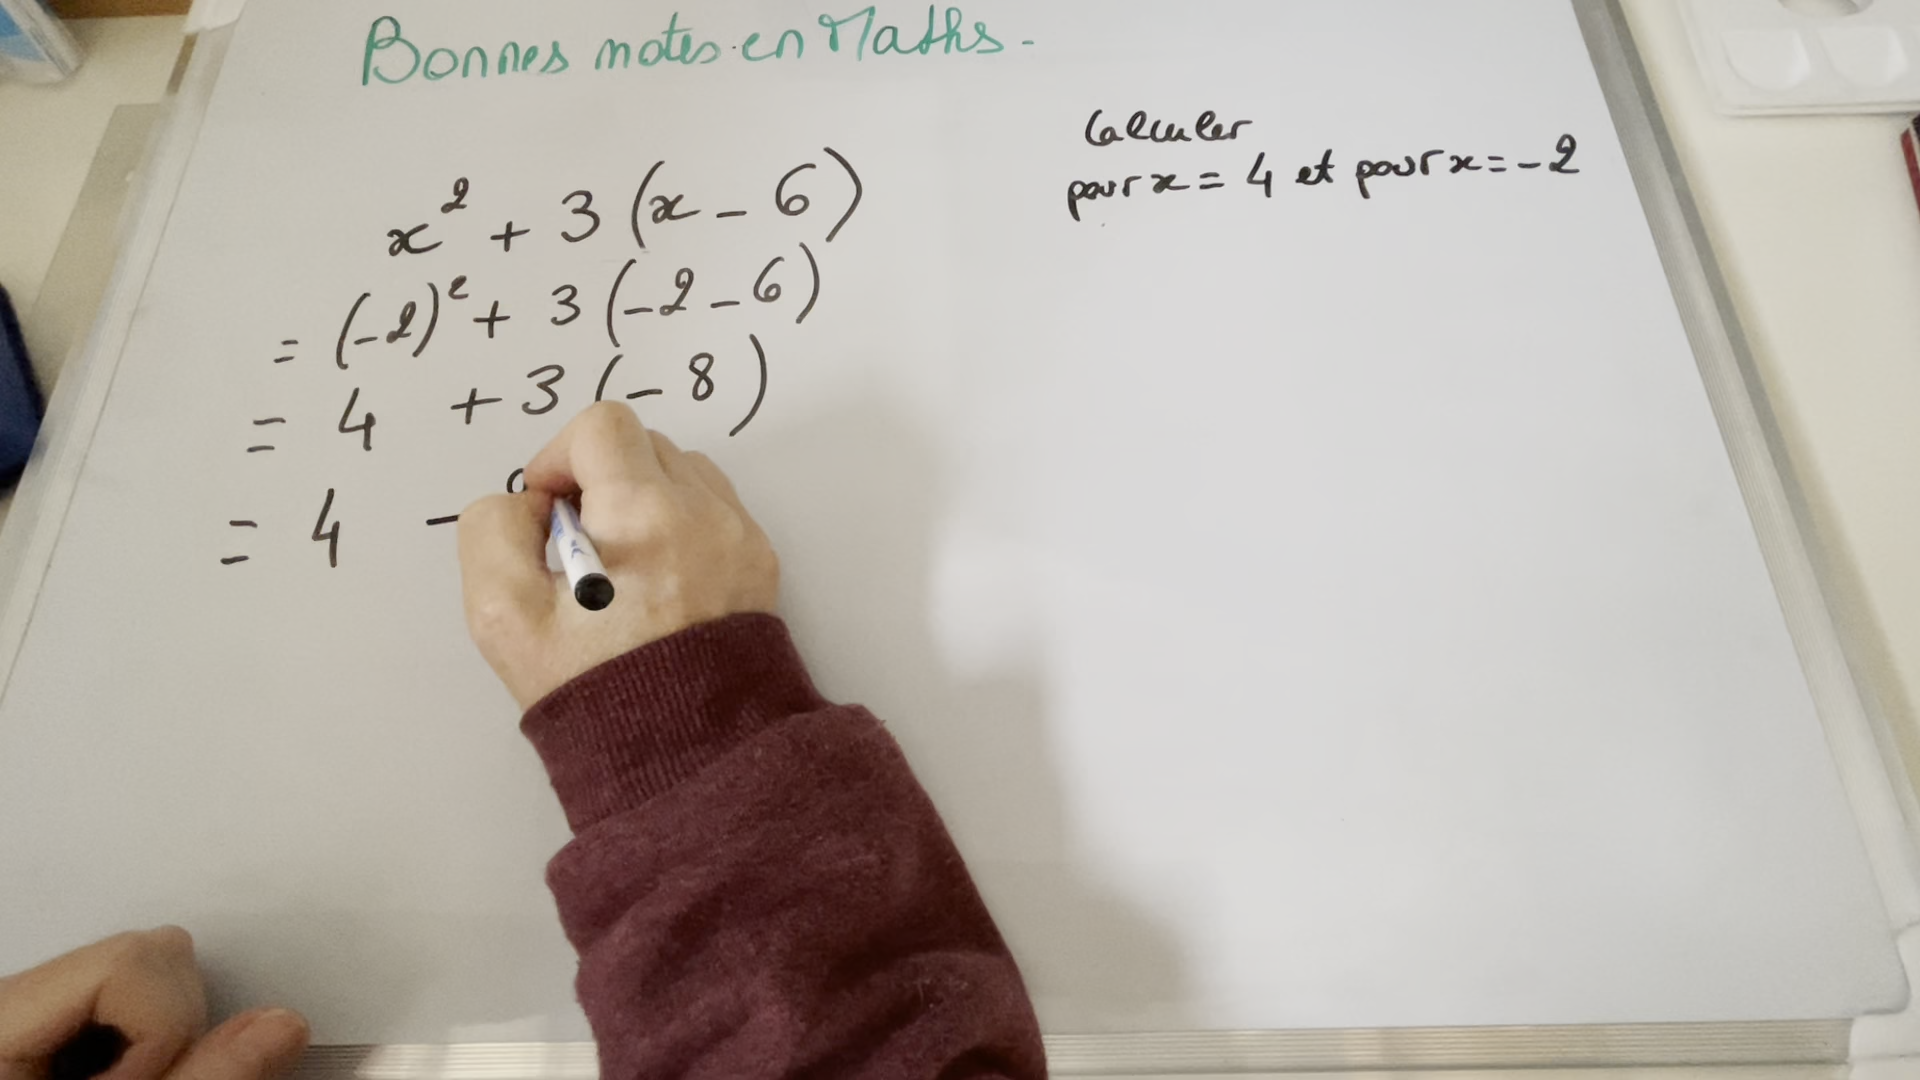 Bonnes notes en Maths.
Calculer
pour x = 4 et pour x = -2
x² + 3 (x - 6)
= (-2)² + 3 (-2 - 6)
= 4 + 3 (-8)
= 4 -